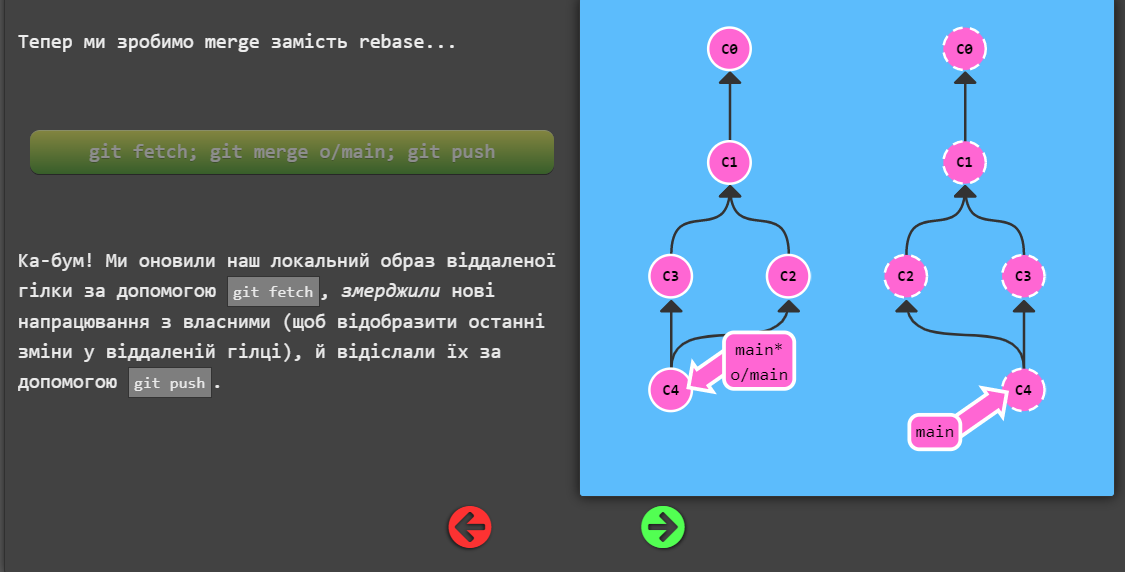 Тепер ми зробимо merge замість rebase...
git fetch; git merge o/main; git push
Ка-бум! Ми оновили наш локальний образ віддаленої
гілки за допомогою git fetch, змерджили нові
напрацювання з власними (щоб відобразити останні
зміни у віддаленій гілці), й відіслали їх за
допомогою git push.
C0
C1
C3
C2
main*
o/main
C4
C0
C1
C2
C3
C4
main